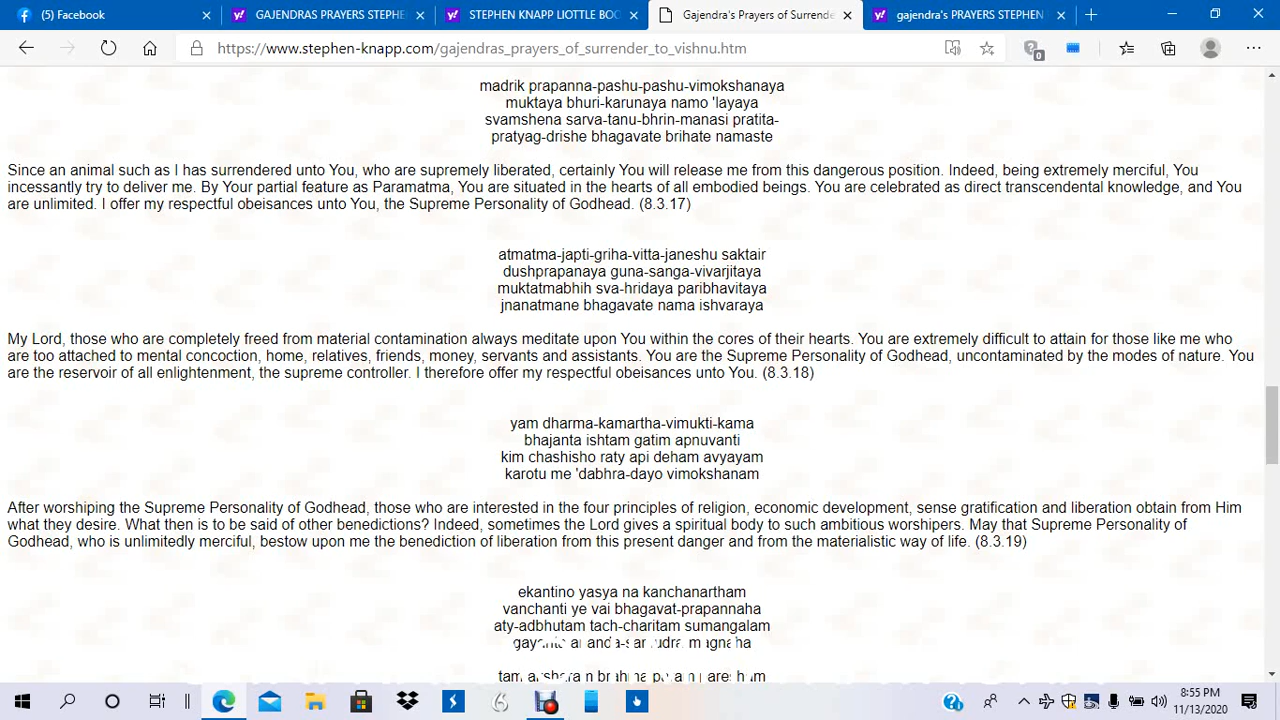 (5) Facebook
GAJENDRAS PRAYERS STEPHE
STEPHEN KNAPP LIOTTLE BOO
Gajendra's Prayers of Surrende
gajendra's PRAYERS STEPHEN
https://www.stephen-knapp.com/gajendras_prayers_of_surrender_to_vishnu.htm
0
madrik prapanna-pashu-pashu-vimokshanaya
muktaya bhuri-karunaya namo 'layaya
svamshena sarva-tanu-bhrin-manasi pratita-
pratyag-drishe bhagavate brihate namaste
Since an animal such as I has surrendered unto You, who are supremely liberated, certainly You will release me from this dangerous position. Indeed, being extremely merciful, You
incessantly try to deliver me. By Your partial feature as Paramatma, You are situated in the hearts of all embodied beings. You are celebrated as direct transcendental knowledge, and You
are unlimited. I offer my respectful obeisances unto You, the Supreme Personality of Godhead. (8.3.17)
atmatma-japti-griha-vitta-janeshu saktair
dushprapanaya guna-sanga-vivarjitaya
muktatmabhih sva-hridaya paribhavitaya
jnanatmane bhagavate nama ishvaraya
My Lord, those who are completely freed from material contamination always meditate upon You within the cores of their hearts. You are extremely difficult to attain for those like me who
are too attached to mental concoction, home, relatives, friends, money, servants and assistants. You are the Supreme Personality of Godhead, uncontaminated by the modes of nature. You
are the reservoir of all enlightenment, the supreme controller. I therefore offer my respectful obeisances unto You. (8.3.18)
yam dharma-kamartha-vimukti-kama
bhajanta ishtam gatim apnuvanti
kim chashisho raty api deham avyayam
karotu me 'dabhra-dayo vimokshanam
After worshiping the Supreme Personality of Godhead, those who are interested in the four principles of religion, economic development, sense gratification and liberation obtain from Him
what they desire. What then is to be said of other benedictions? Indeed, sometimes the Lord gives a spiritual body to such ambitious worshipers. May that Supreme Personality of
Godhead, who is unlimitedly merciful, bestow upon me the benediction of liberation from this present danger and from the materialistic way of life. (8.3.19)
ekantino yasya na kanchanartham
vanchanti ye vai bhagavat-prapannaha
aty-adbhutam tach-charitam sumangalam
magnaha
tam
8:55 PM
11/13/2020